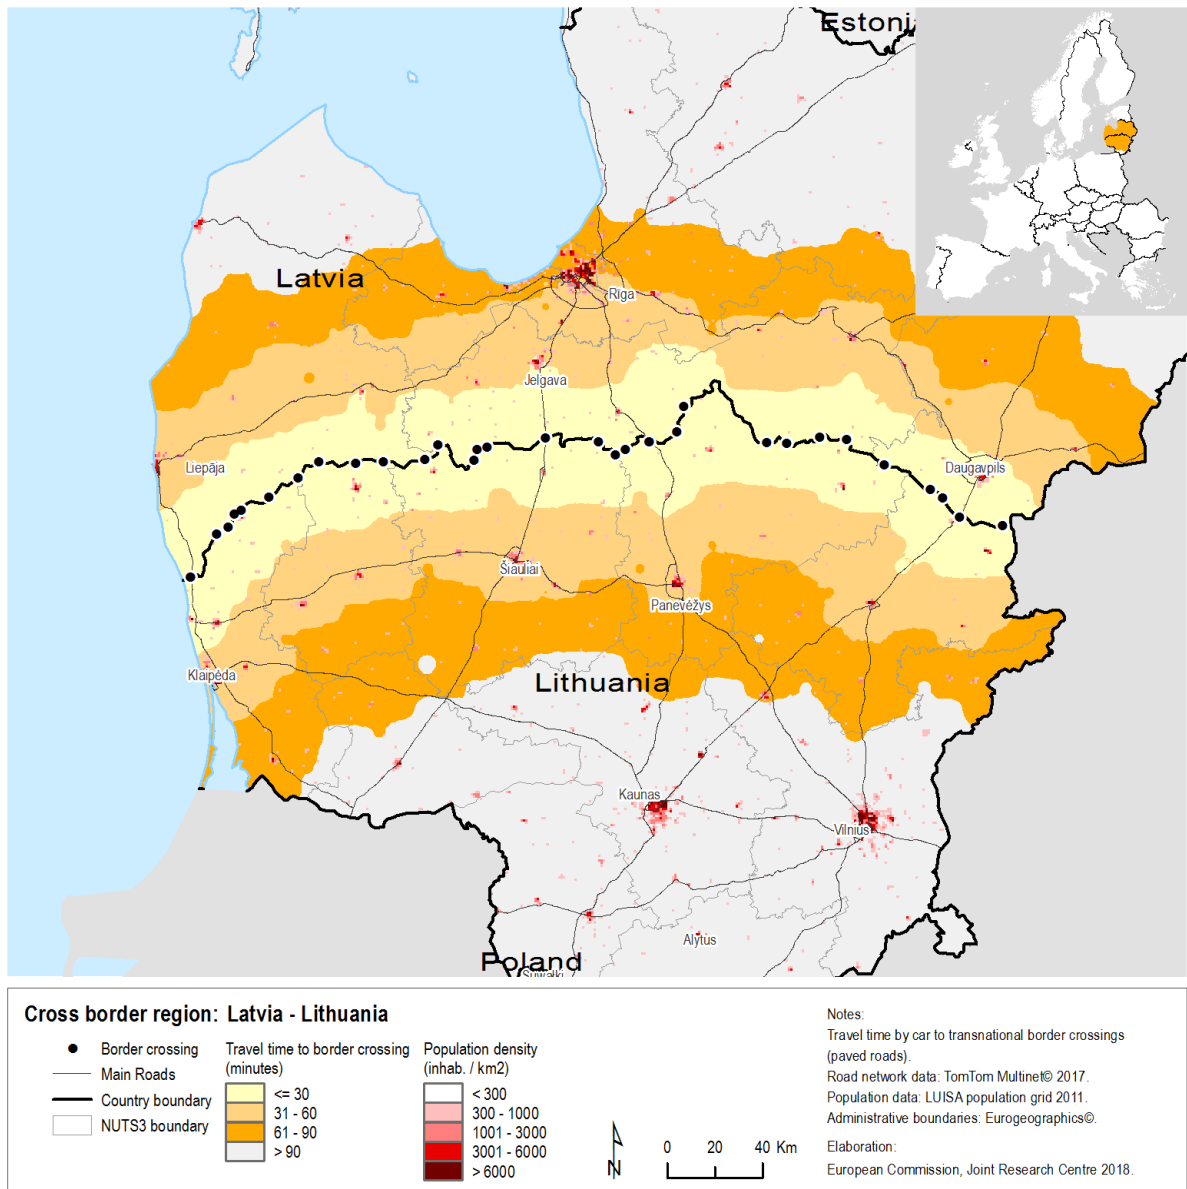 Estoni
Latvia
Rīga
Jelgava
Liepāja
Daugavpils
Šiauliai
Panevėžys
Klaipėda
Lithuania
Kaunas
Vilnius
Alytus
Poland
Suwałki
Cross border region: Latvia - Lithuania
Border crossing
Main Roads
Country boundary
NUTS3 boundary
Travel time to border crossing
(minutes)
<= 30
31 - 60
61 - 90
> 90
Population density
(inhab. / km2)
< 300
300 - 1000
1001 - 3000
3001 - 6000
> 6000
N
0 20 40 Km
Notes:
Travel time by car to transnational border crossings
(paved roads).
Road network data: TomTom Multinet© 2017.
Population data: LUISA population grid 2011.
Administrative boundaries: Eurogeographics©.
Elaboration:
European Commission, Joint Research Centre 2018.